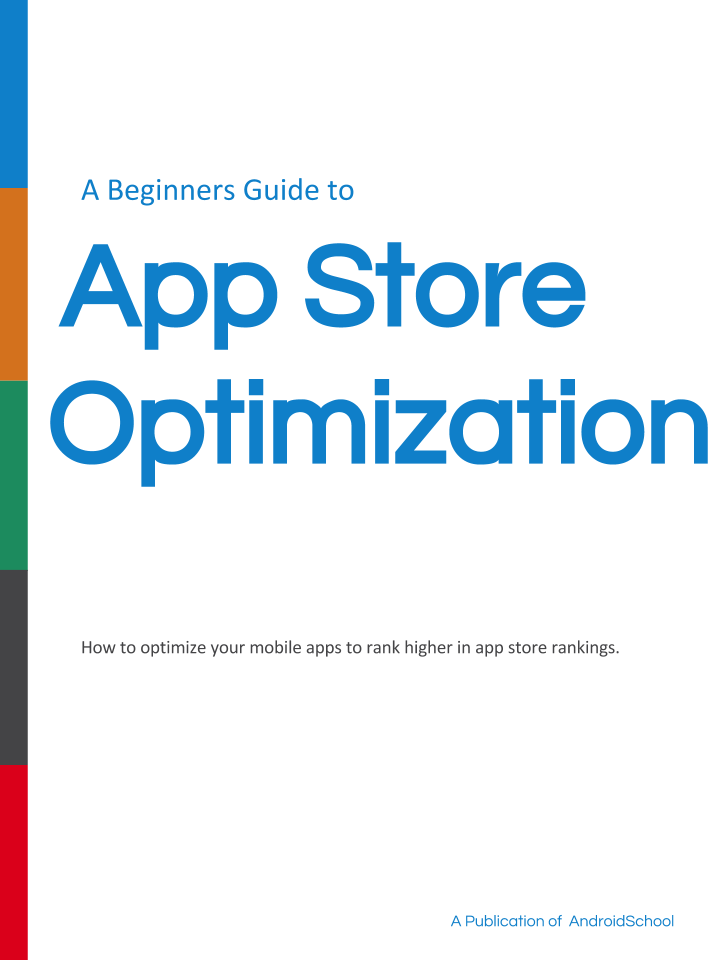 A Beginners Guide to
App Store
Optimization
How to optimize your mobile apps to rank higher in app store rankings.
A Publication of AndroidSchool